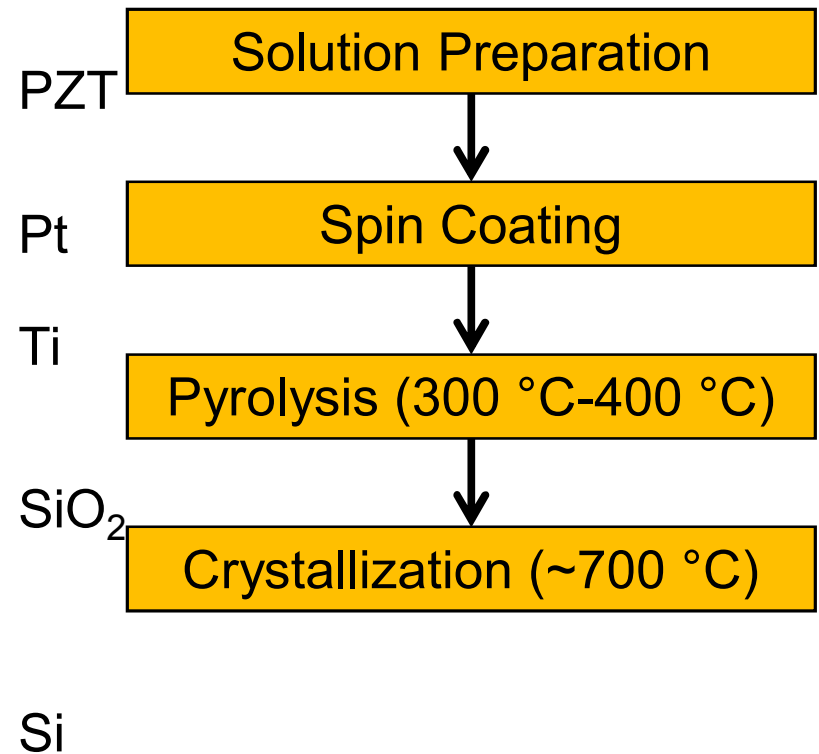 Solution Preparation
PZT
Spin Coating
Pt
Ti
Pyrolysis (300 °C-400 °C)
SiO₂
Crystallization (~700 °C)
Si